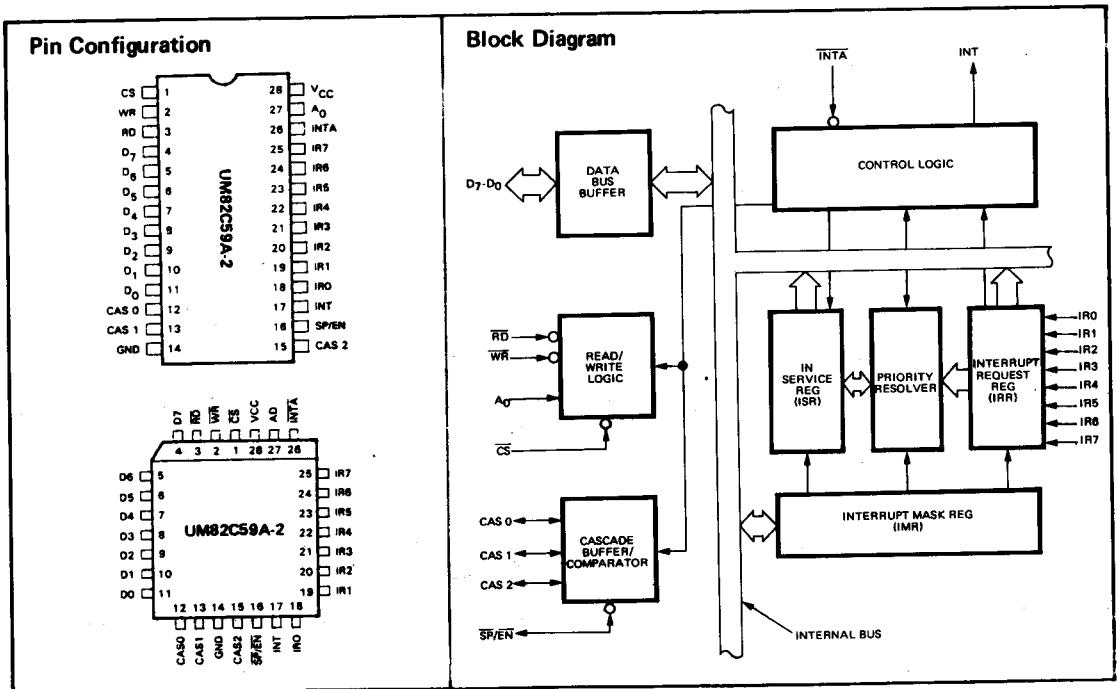 Pin Configuration
CS 1
WR 2
RD 3
D7 4
D6 5
D5 6
D4 7
D3 8
D2 9
D1 10
D0 11
CAS 0 12
CAS 1 13
GND 14
UM82C59A-2
28 VCC
27 A0
26 INTA
25 IR7
24 IR6
23 IR5
22 IR4
21 IR3
20 IR2
19 IR1
18 IR0
17 INT
16 SP/EN
15 CAS 2
D7 RD WR CS VCC AD INTA
4 3 2 1 28 27 26
D6 5
D5 6
D4 7
D3 8
D2 9
D1 10
D0 11
UM82C59A-2
25 IR7
24 IR6
23 IR5
22 IR4
21 IR3
20 IR2
19 IR1
12 13 14 15 16 17 18
CAS0 CAS1 GND CAS2 SP/EN INT IR0
Block Diagram
INTA
INT
CONTROL LOGIC
D7-D0
DATA
BUS
BUFFER
RD
WR
A0
CS
READ/
WRITE
LOGIC
IN
SERVICE
REG
(ISR)
PRIORITY
RESOLVER
INTERRUPT
REQUEST
REG
(IRR)
IR0
IR1
IR2
IR3
IR4
IR5
IR6
IR7
CAS 0
CAS 1
CAS 2
CASCADE
BUFFER/
COMPARATOR
SP/EN
INTERRUPT MASK REG
(IMR)
INTERNAL BUS